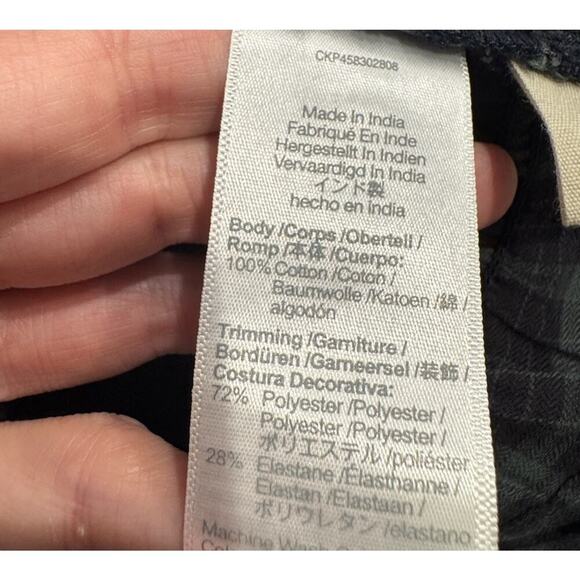 CKP458302808
Made In India
Fabriqué En Inde
Hergestellt In Indien
Vervaardigd In India
インド製
hecho en india
Body /Corps /Oberteil /
Romp /本体 /Cuerpo:
100% Cotton /Coton /
Baumwolle /Katoen /綿 /
algodón
Trimming /Garniture /
Bordüren /Garneersel /装飾 /
Costura Decorativa:
72% Polyester /Polyester /
Polyester /Polyester /
ポリエステル /poliéster
28% Elastane /Élasthanne /
Elastan /Elastaan /
ポリウレタン /elastano
Machine Wash